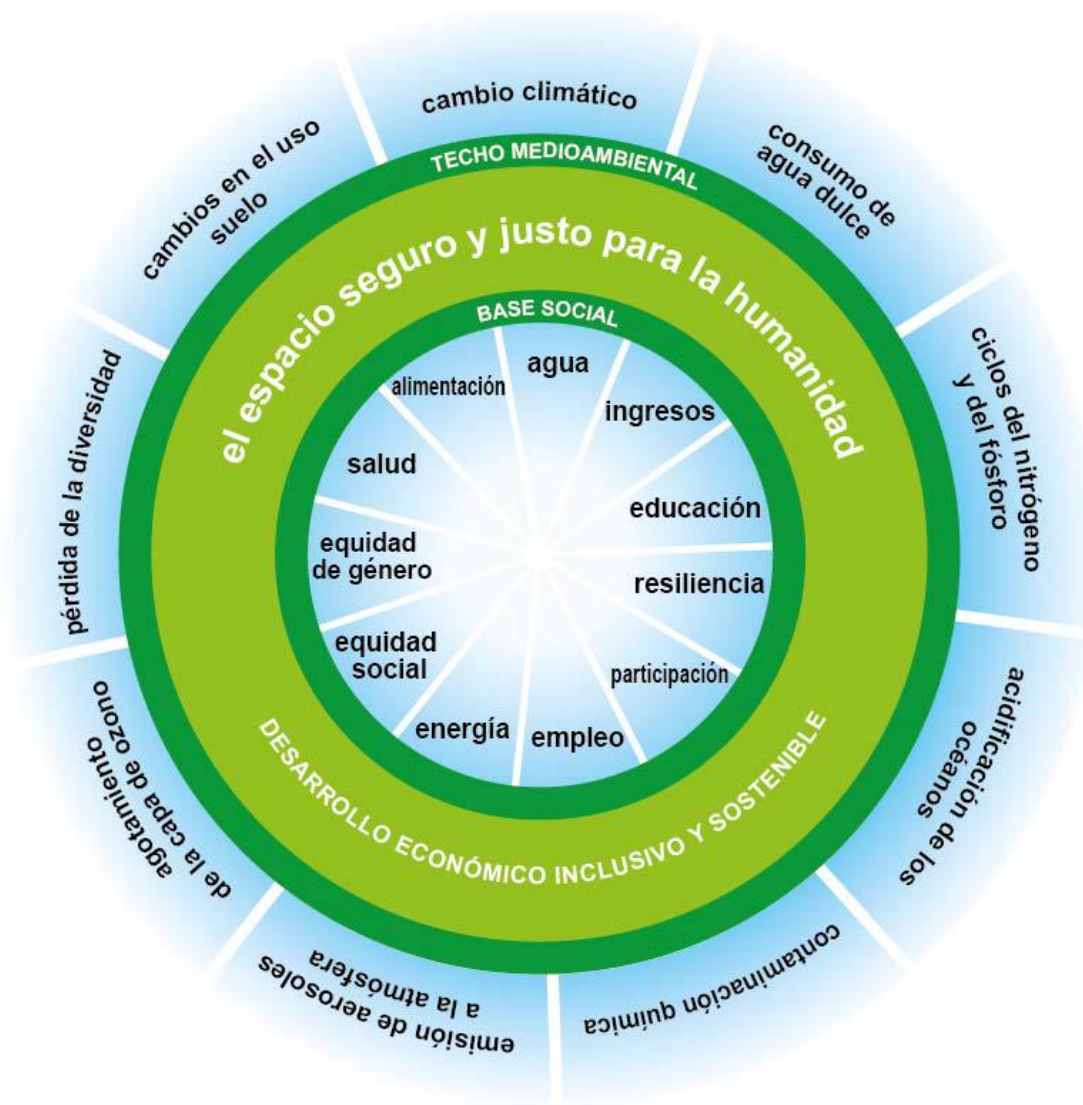 cambio climático
consumo de
agua dulce
ciclos del nitrógeno
y del fósforo
acidificación de los
océanos
contaminación química
emisión de aerosoles
a la atmósfera
agotamiento
de la capa de ozono
pérdida de la diversidad
cambios en el uso
suelo
TECHO MEDIOAMBIENTAL
el espacio seguro y justo para la humanidad
BASE SOCIAL
agua
ingresos
educación
resiliencia
participación
empleo
energía
equidad
social
equidad
de género
salud
alimentación
DESARROLLO ECONÓMICO INCLUSIVO Y SOSTENIBLE